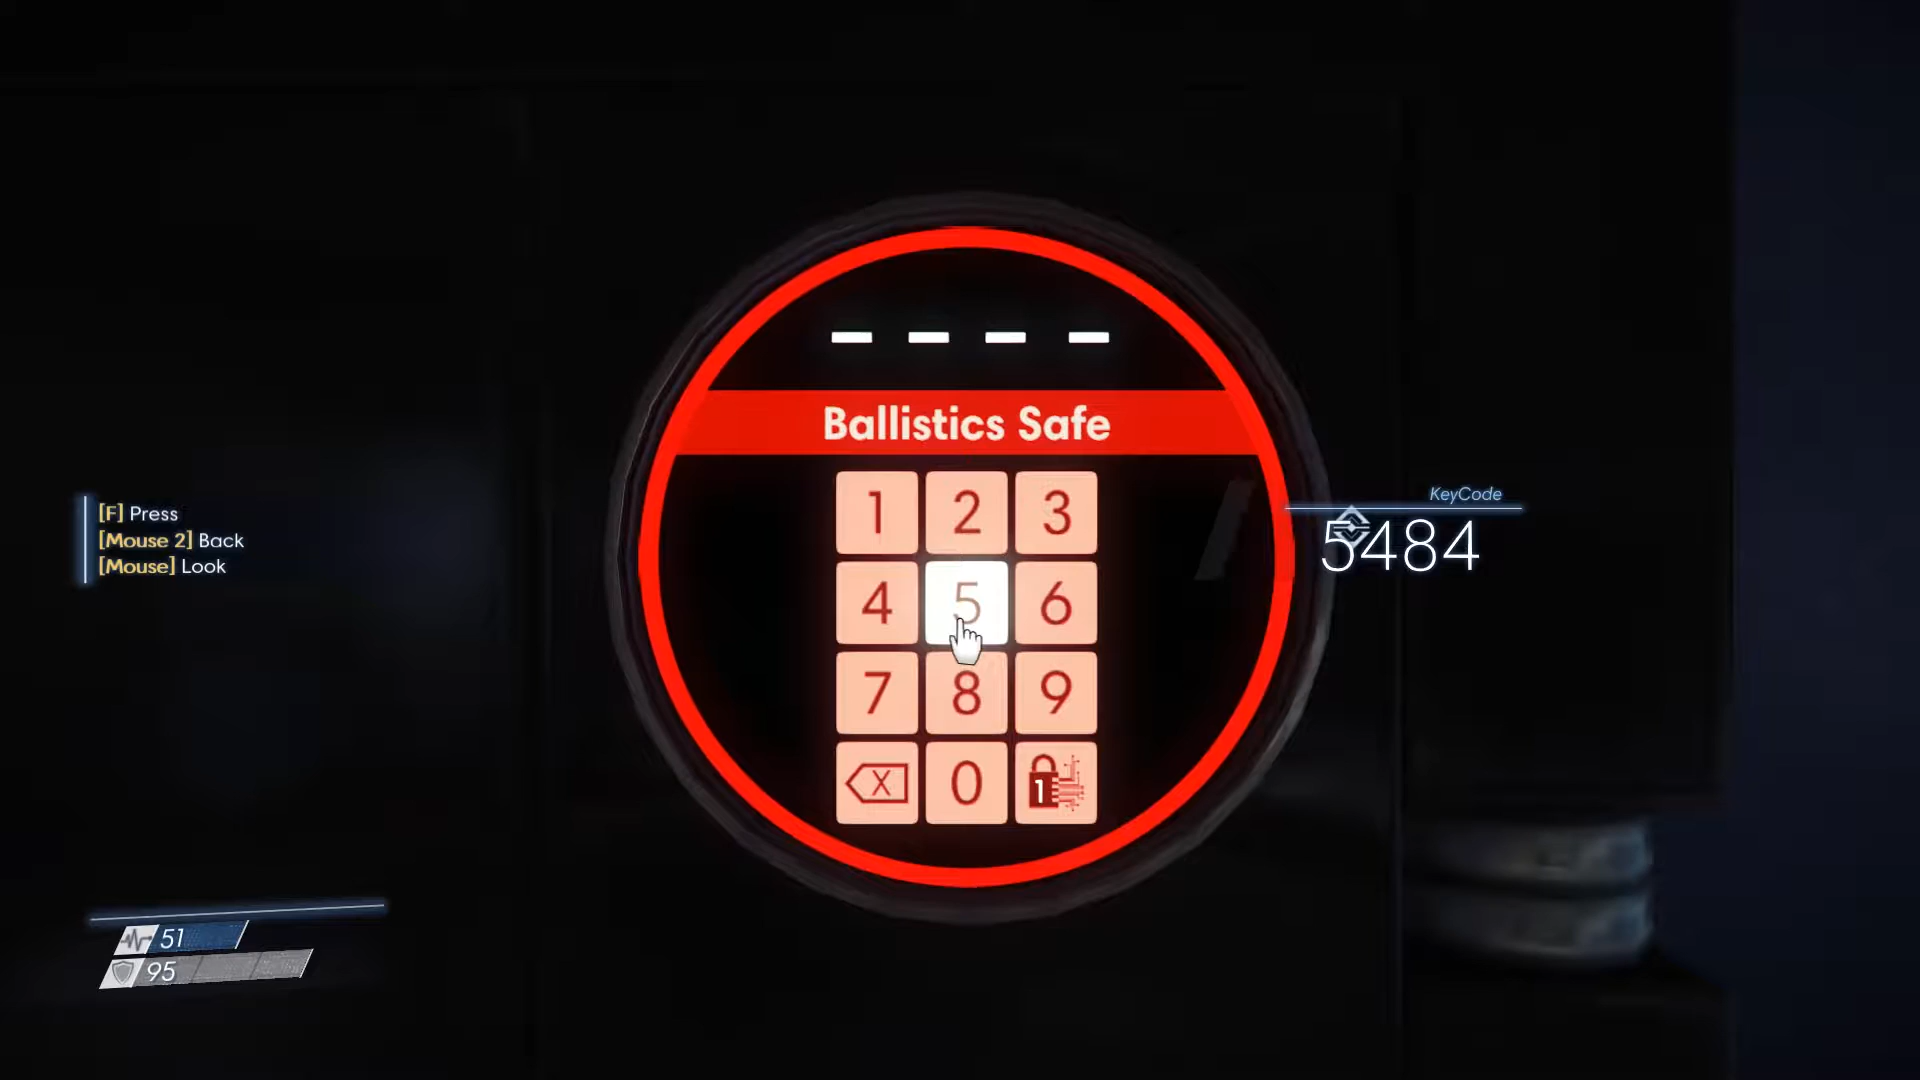 Ballistics Safe
1 2 3
4 5 6
7 8 9
X 0 1
[F] Press
[Mouse 2] Back
[Mouse] Look
KeyCode
5484
51
95